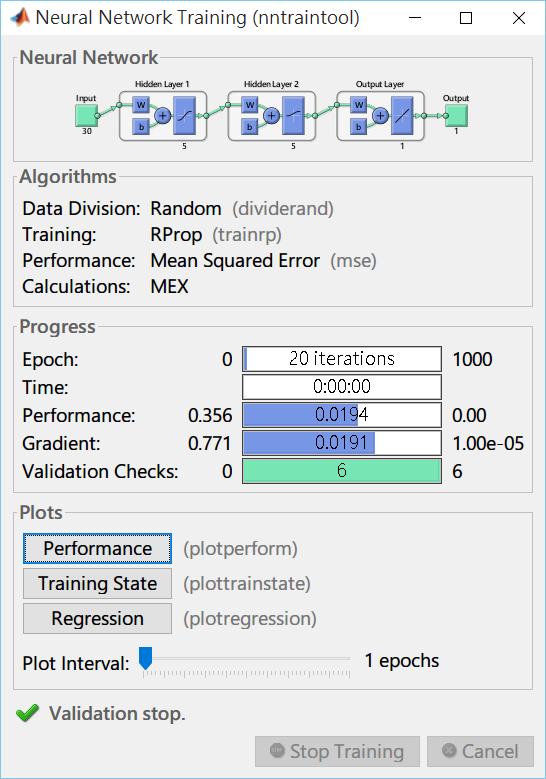 Neural Network Training (nntraintool)
Neural Network
Hidden Layer 1 Hidden Layer 2 Output Layer
Input Output
W W W
+ + +
b b b
30 5 5 1 1
Algorithms
Data Division: Random (dividerand)
Training: RProp (trainrp)
Performance: Mean Squared Error (mse)
Calculations: MEX
Progress
Epoch: 0 20 iterations 1000
Time: 0:00:00
Performance: 0.356 0.0194 0.00
Gradient: 0.771 0.0191 1.00e-05
Validation Checks: 0 6 6
Plots
Performance (plotperform)
Training State (plottrainstate)
Regression (plotregression)
Plot Interval: 1 epochs
Validation stop.
Stop Training Cancel